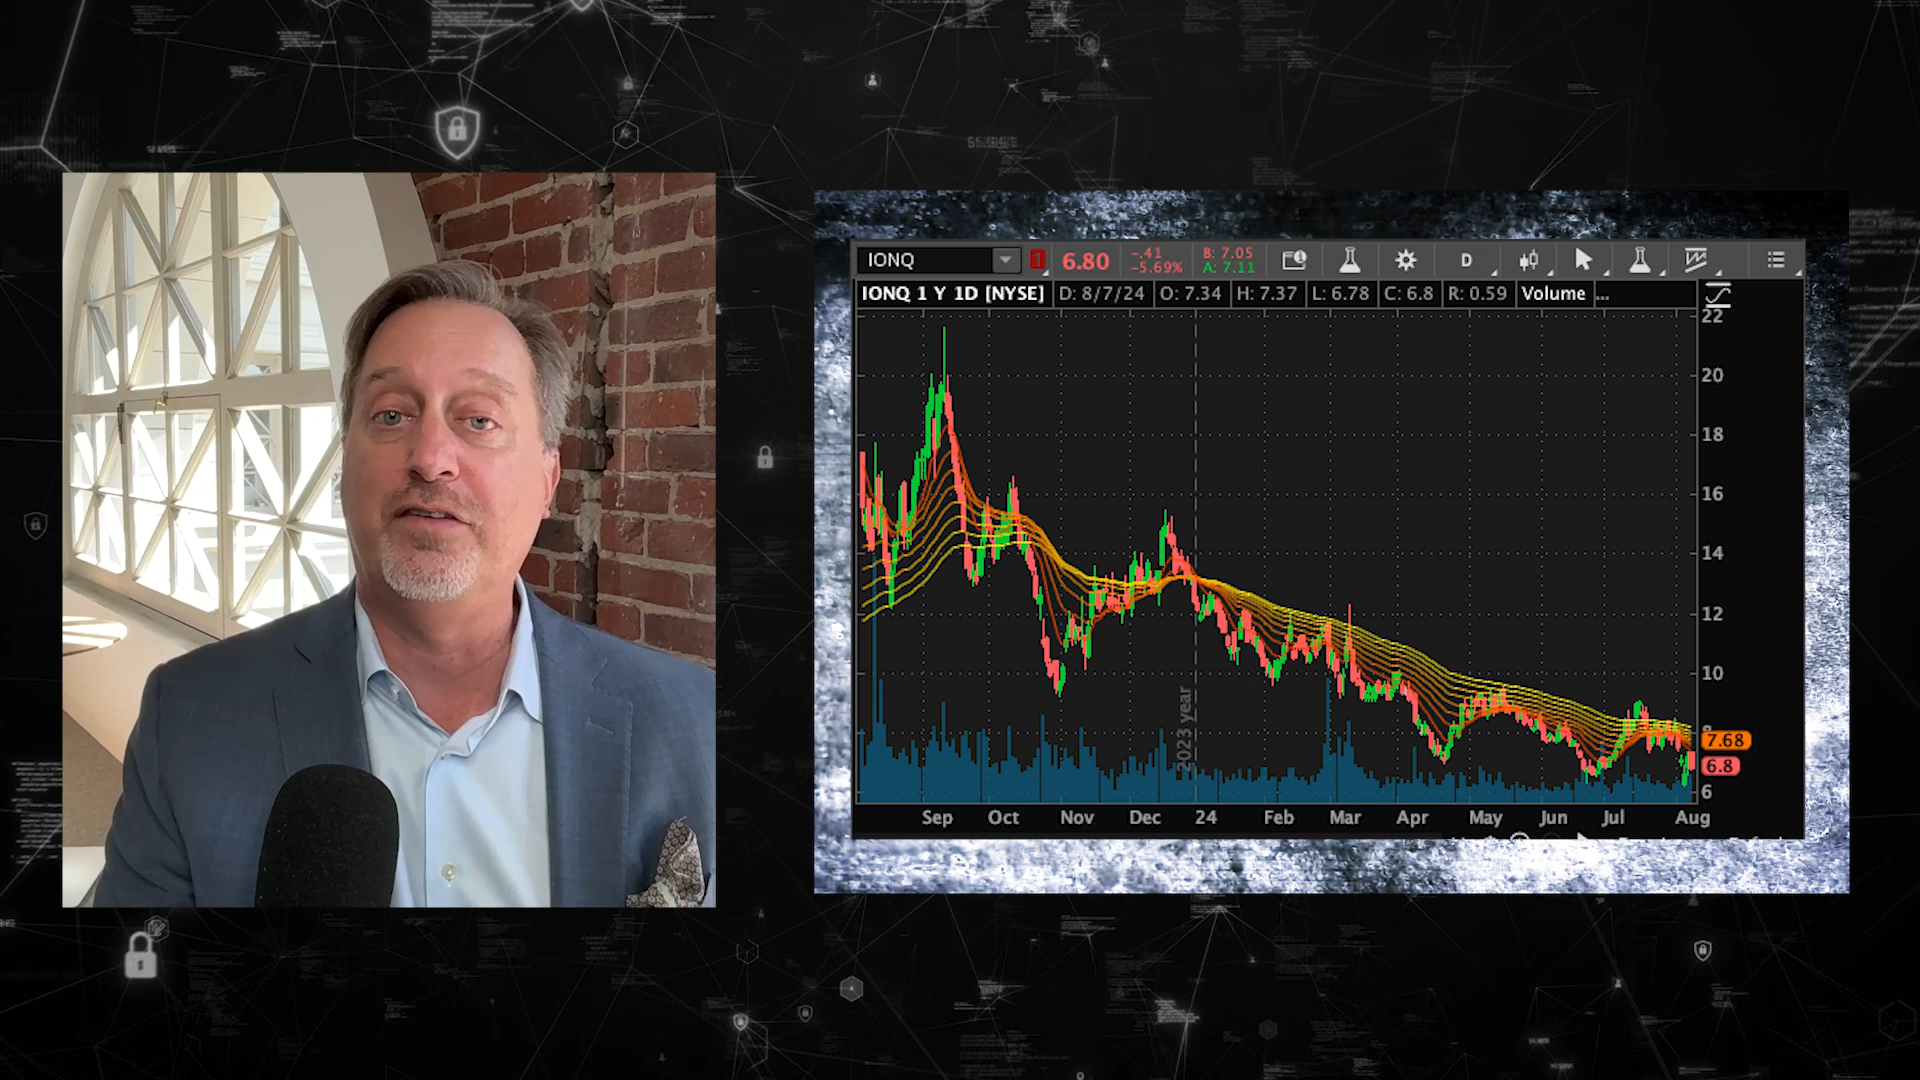 IONQ 1 6.80 -.41 -5.69% B: 7.05 A: 7.11 D
IONQ 1 Y 1D [NYSE] D: 8/7/24 O: 7.34 H: 7.37 L: 6.78 C: 6.8 R: 0.59 Volume ...
22
20
18
16
14
12
10
8
7.68
6.8
6
2023 year
Sep Oct Nov Dec 24 Feb Mar Apr May Jun Jul Aug